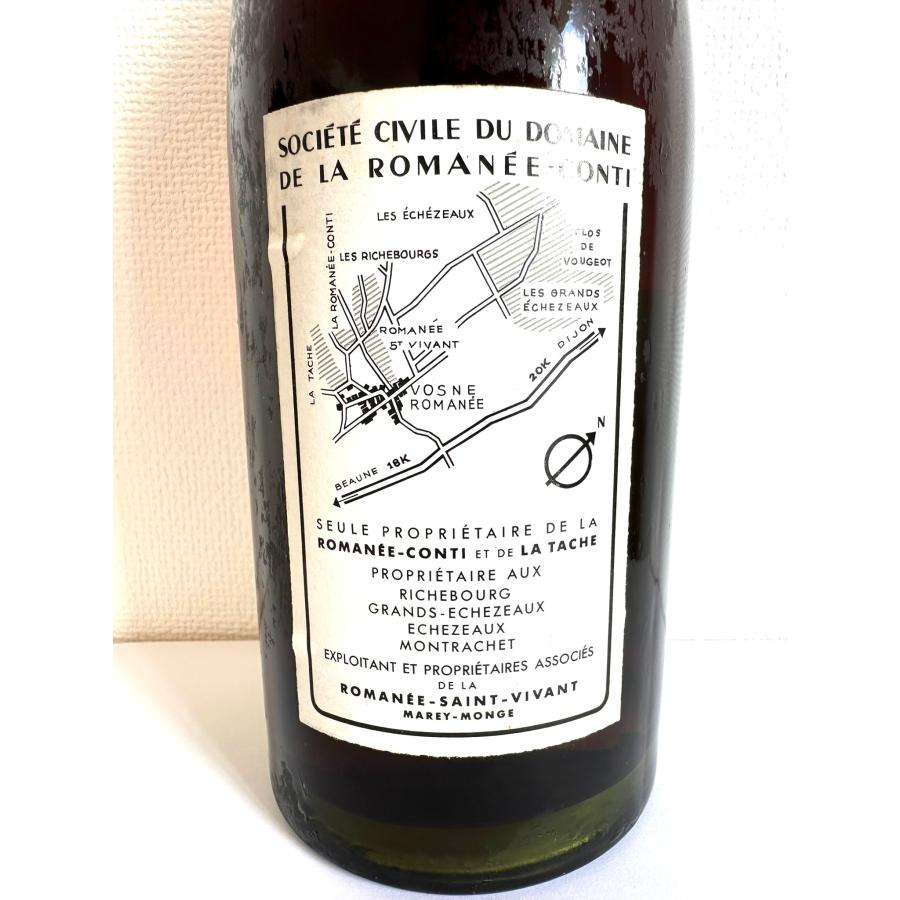 SOCIÉTÉ CIVILE DU DOMAINE
DE LA ROMANÉE-CONTI
LES ÉCHÉZEAUX
LA ROMANÉE-CONTI
LES RICHEBOURGS
CLOS
DE
VOUGEOT
LES GRANDS
ÉCHEZEAUX
ROMANÉE
ST VIVANT
LA TACHE
VOSNE
ROMANÉE
20K DIJON
N
BEAUNE 18K
SEULE PROPRIÉTAIRE DE LA
ROMANÉE-CONTI ET DE LA TACHE
PROPRIÉTAIRE AUX
RICHEBOURG
GRANDS-ECHEZEAUX
ECHEZEAUX
MONTRACHET
EXPLOITANT ET PROPRIÉTAIRES ASSOCIÉS
DE LA
ROMANÉE-SAINT-VIVANT
MAREY-MONGE